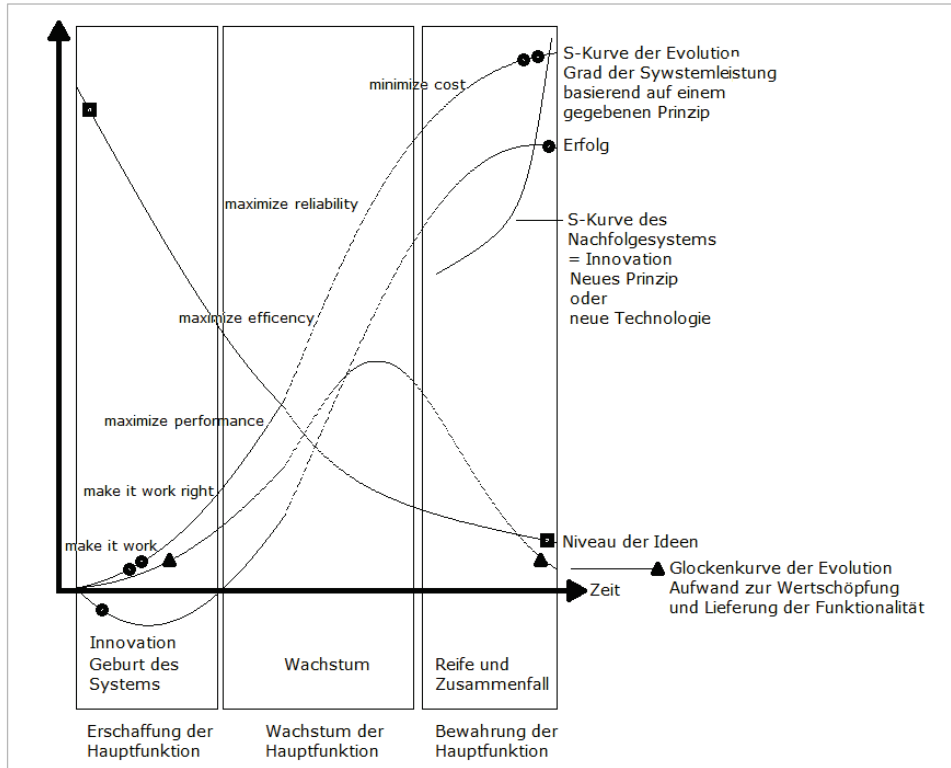 S-Kurve der Evolution
Grad der Sywstemleistung
basierend auf einem
gegebenen Prinzip
minimize cost
Erfolg
maximize reliability
S-Kurve des
Nachfolgesystems
= Innovation
Neues Prinzip
oder
neue Technologie
maximize efficency
maximize performance
make it work right
make it work
Niveau der Ideen
Glockenkurve der Evolution
Aufwand zur Wertschöpfung
und Lieferung der Funktionalität
Zeit
Innovation
Geburt des
Systems
Wachstum
Reife und
Zusammenfall
Erschaffung der
Hauptfunktion
Wachstum der
Hauptfunktion
Bewahrung der
Hauptfunktion